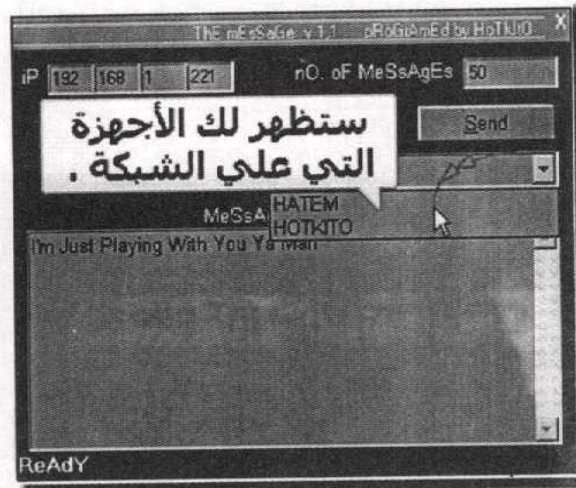 ThE mEsSaGe v.1.1 pRoGrAmEd by HoTkItO X
iP 192 168 1 221 nO. oF MeSsAgEs 50
ستظهر لك الأجهزة
التي علي الشبكة .
Send
HATEM
HOTKITO
I'm Just Playing With You Ya Man
ReAdY